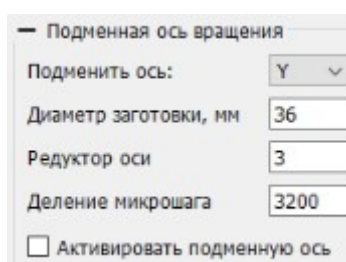 Подменная ось вращения
Подменить ось: Y
Диаметр заготовки, мм 36
Редуктор оси 3
Деление микрошага 3200
Активировать подменную ось